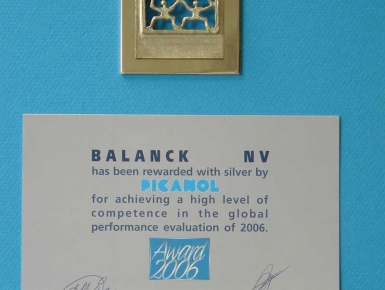 BALANCK NV
has been rewarded with silver by
PICANOL
for achieving a high level of
competence in the global
performance evaluation of 2006.
Award
2006